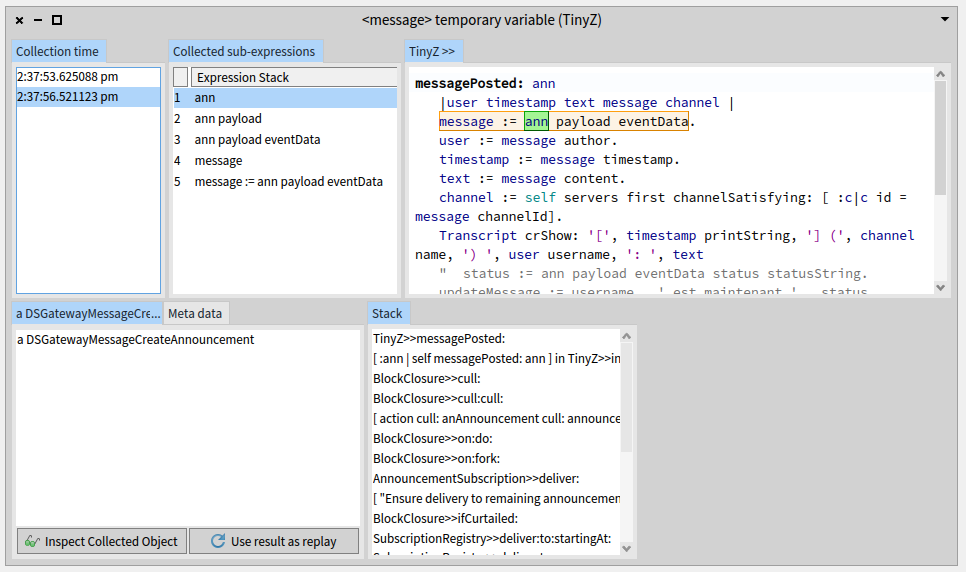 <message> temporary variable (TinyZ)
Collection time
2:37:53.625088 pm
2:37:56.521123 pm
Collected sub-expressions
Expression Stack
1 ann
2 ann payload
3 ann payload eventData
4 message
5 message := ann payload eventData
TinyZ >>
messagePosted: ann
|user timestamp text message channel |
message := ann payload eventData.
user := message author.
timestamp := message timestamp.
text := message content.
channel := self servers first channelSatisfying: [ :c|c id =
message channelId].
Transcript crShow: '[', timestamp printString, '] (', channel
name, ') ', user username, ': ', text
" status := ann payload eventData status statusString.
updateMessage := username , ' est maintenant ' , status
a DSGatewayMessageCre...
Meta data
a DSGatewayMessageCreateAnnouncement
Inspect Collected Object
Use result as replay
Stack
TinyZ>>messagePosted:
[ :ann | self messagePosted: ann ] in TinyZ>>in
BlockClosure>>cull:
BlockClosure>>cull:cull:
[ action cull: anAnnouncement cull: announce
BlockClosure>>on:do:
BlockClosure>>on:fork:
AnnouncementSubscription>>deliver:
[ "Ensure delivery to remaining announcemen
BlockClosure>>ifCurtailed:
SubscriptionRegistry>>deliver:to:startingAt: